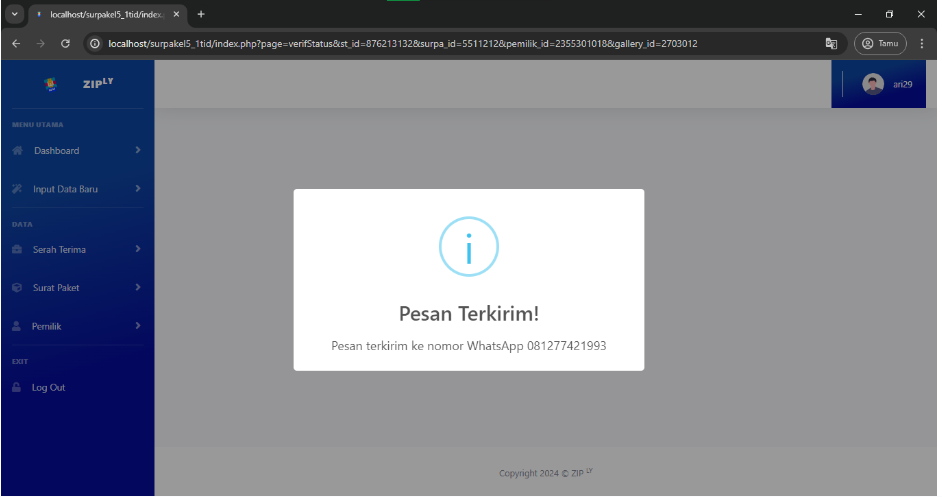 localhost/surpakel5_1tid/index.p
localhost/surpakel5_1tid/index.php?page=verifStatus&st_id=876213132&surpa_id=5511212&pemilik_id=2355301018&gallery_id=2703012
Tamu
ZIPLY
ari29
MENU UTAMA
Dashboard
Input Data Baru
DATA
Serah Terima
Surat Paket
Pemilik
EXIT
Log Out
Pesan Terkirim!
Pesan terkirim ke nomor WhatsApp 081277421993
Copyright 2024 © ZIP LY